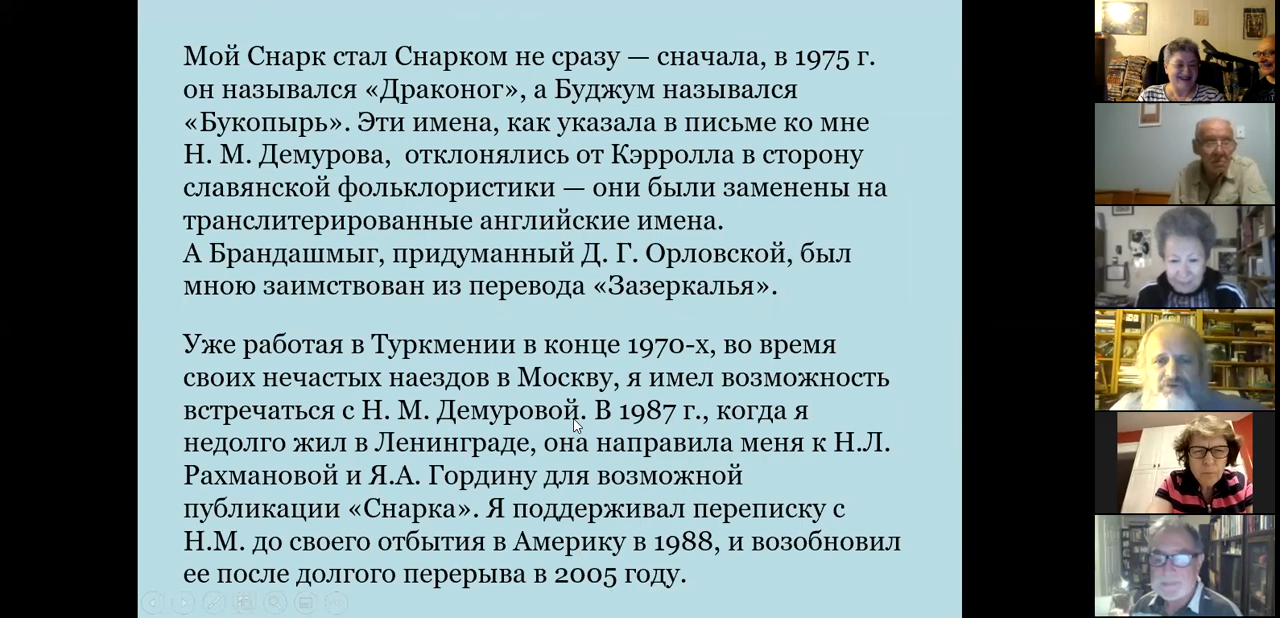 Мой Снарк стал Снарком не сразу — сначала, в 1975 г.
он назывался «Драконог», а Буджум назывался
«Букопырь». Эти имена, как указала в письме ко мне
Н. М. Демурова, отклонялись от Кэрролла в сторону
славянской фольклористики — они были заменены на
транслитерированные английские имена.
А Брандашмыг, придуманный Д. Г. Орловской, был
мною заимствован из перевода «Зазеркалья».
Уже работая в Туркмении в конце 1970-х, во время
своих нечастых наездов в Москву, я имел возможность
встречаться с Н. М. Демуровой. В 1987 г., когда я
недолго жил в Ленинграде, она направила меня к Н.Л.
Рахмановой и Я.А. Гордину для возможной
публикации «Снарка». Я поддерживал переписку с
Н.М. до своего отбытия в Америку в 1988, и возобновил
ее после долгого перерыва в 2005 году.